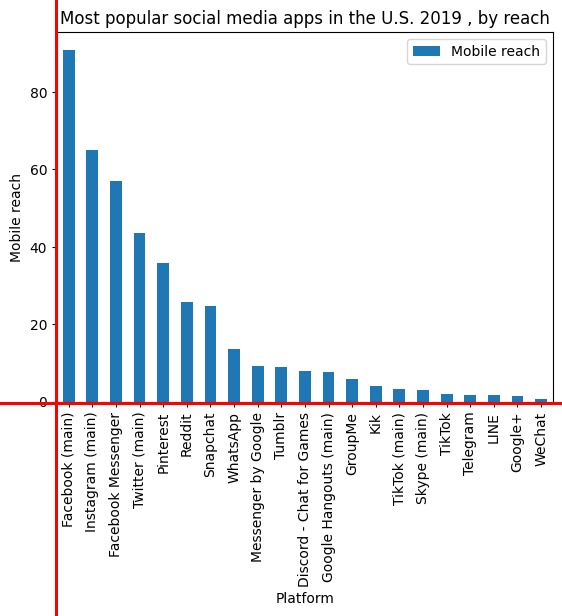 Most popular social media apps in the U.S. 2019 , by reach
Mobile reach
Mobile reach
80
60
40
20
0
Facebook (main)
Instagram (main)
Facebook Messenger
Twitter (main)
Pinterest
Reddit
Snapchat
WhatsApp
Messenger by Google
Tumblr
Discord - Chat for Games
Google Hangouts (main)
GroupMe
Kik
TikTok (main)
Skype (main)
TikTok
Telegram
LINE
Google+
WeChat
Platform